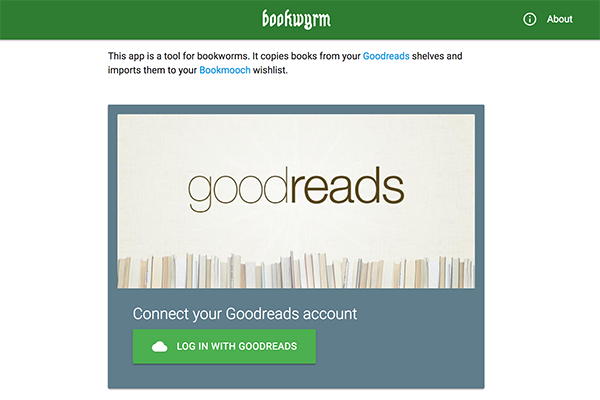 bookwyrm
About
This app is a tool for bookworms. It copies books from your Goodreads shelves and
imports them to your Bookmooch wishlist.
goodreads
Connect your Goodreads account
LOG IN WITH GOODREADS